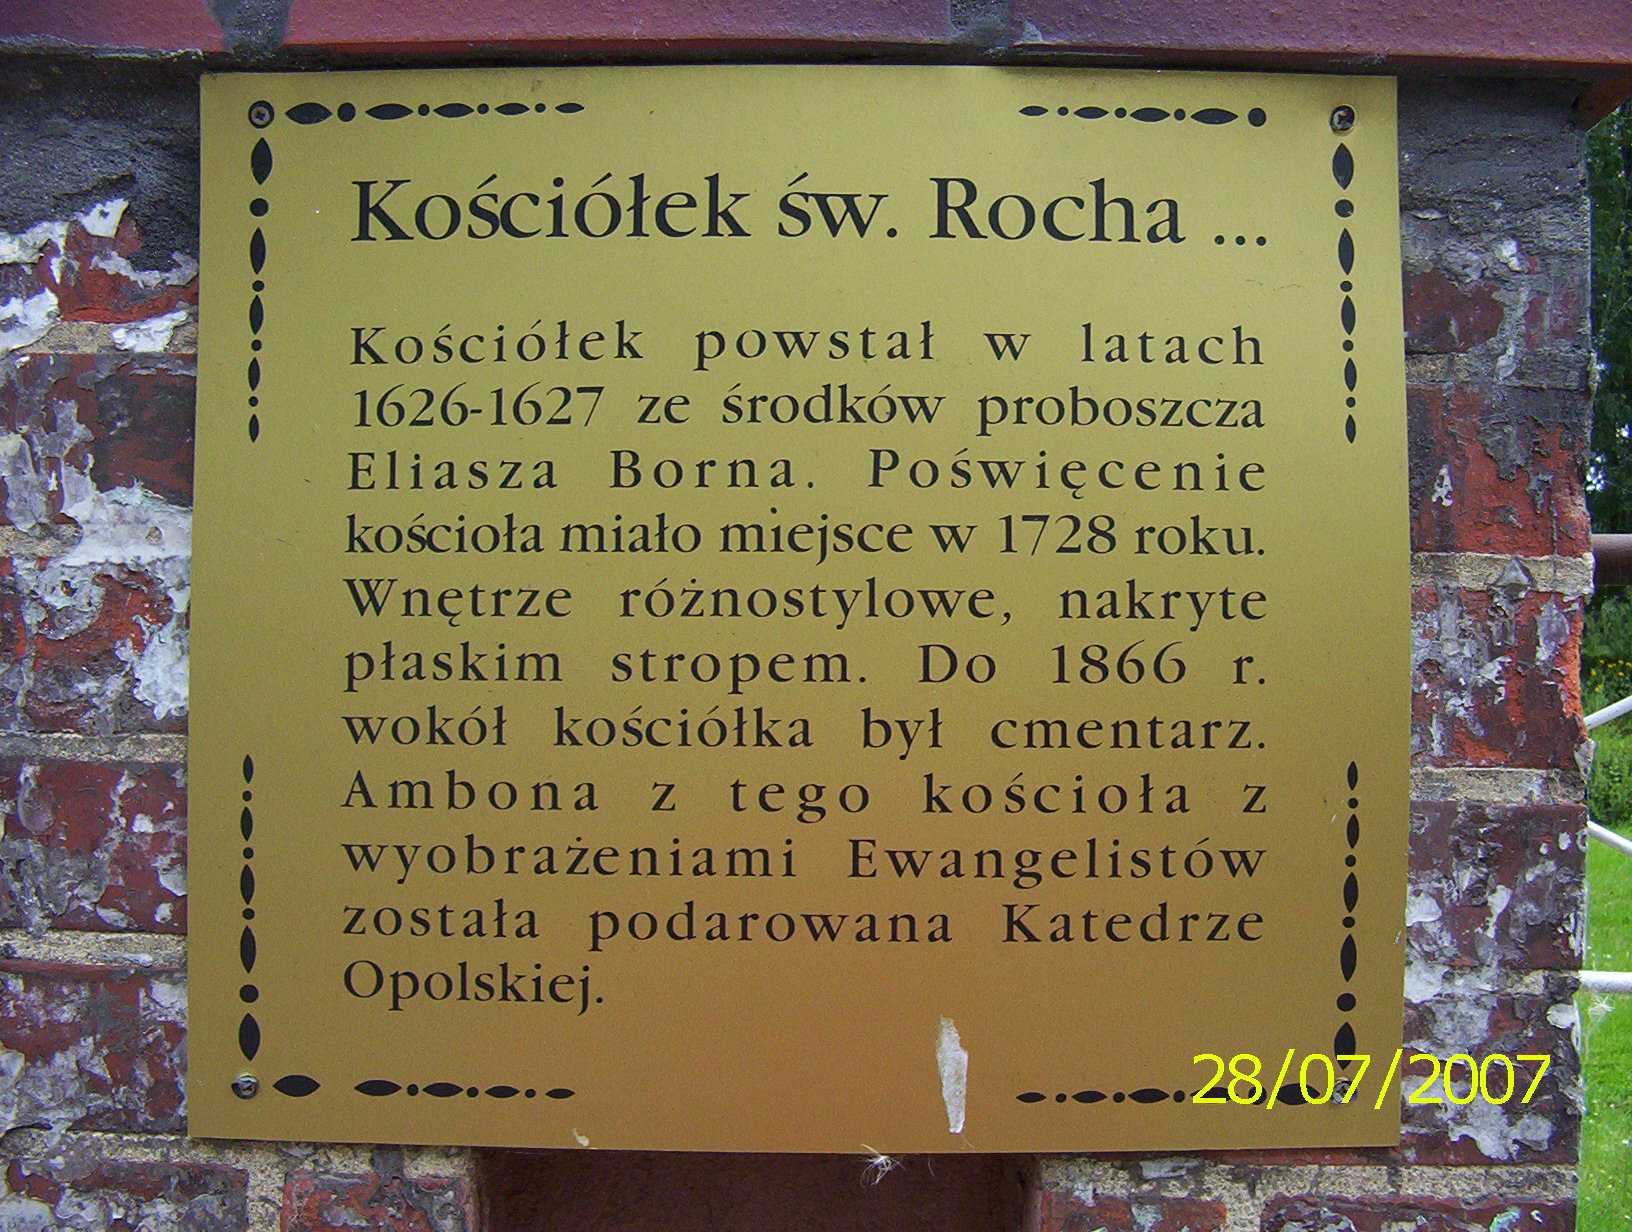 Kościółek św. Rocha ...
Kościółek powstał w latach
1626-1627 ze środków proboszcza
Eliasza Borna. Poświęcenie
kościoła miało miejsce w 1728 roku.
Wnętrze różnostylowe, nakryte
płaskim stropem. Do 1866 r.
wokół kościółka był cmentarz.
Ambona z tego kościoła z
wyobrażeniami Ewangelistów
została podarowana Katedrze
Opolskiej.
28/07/2007